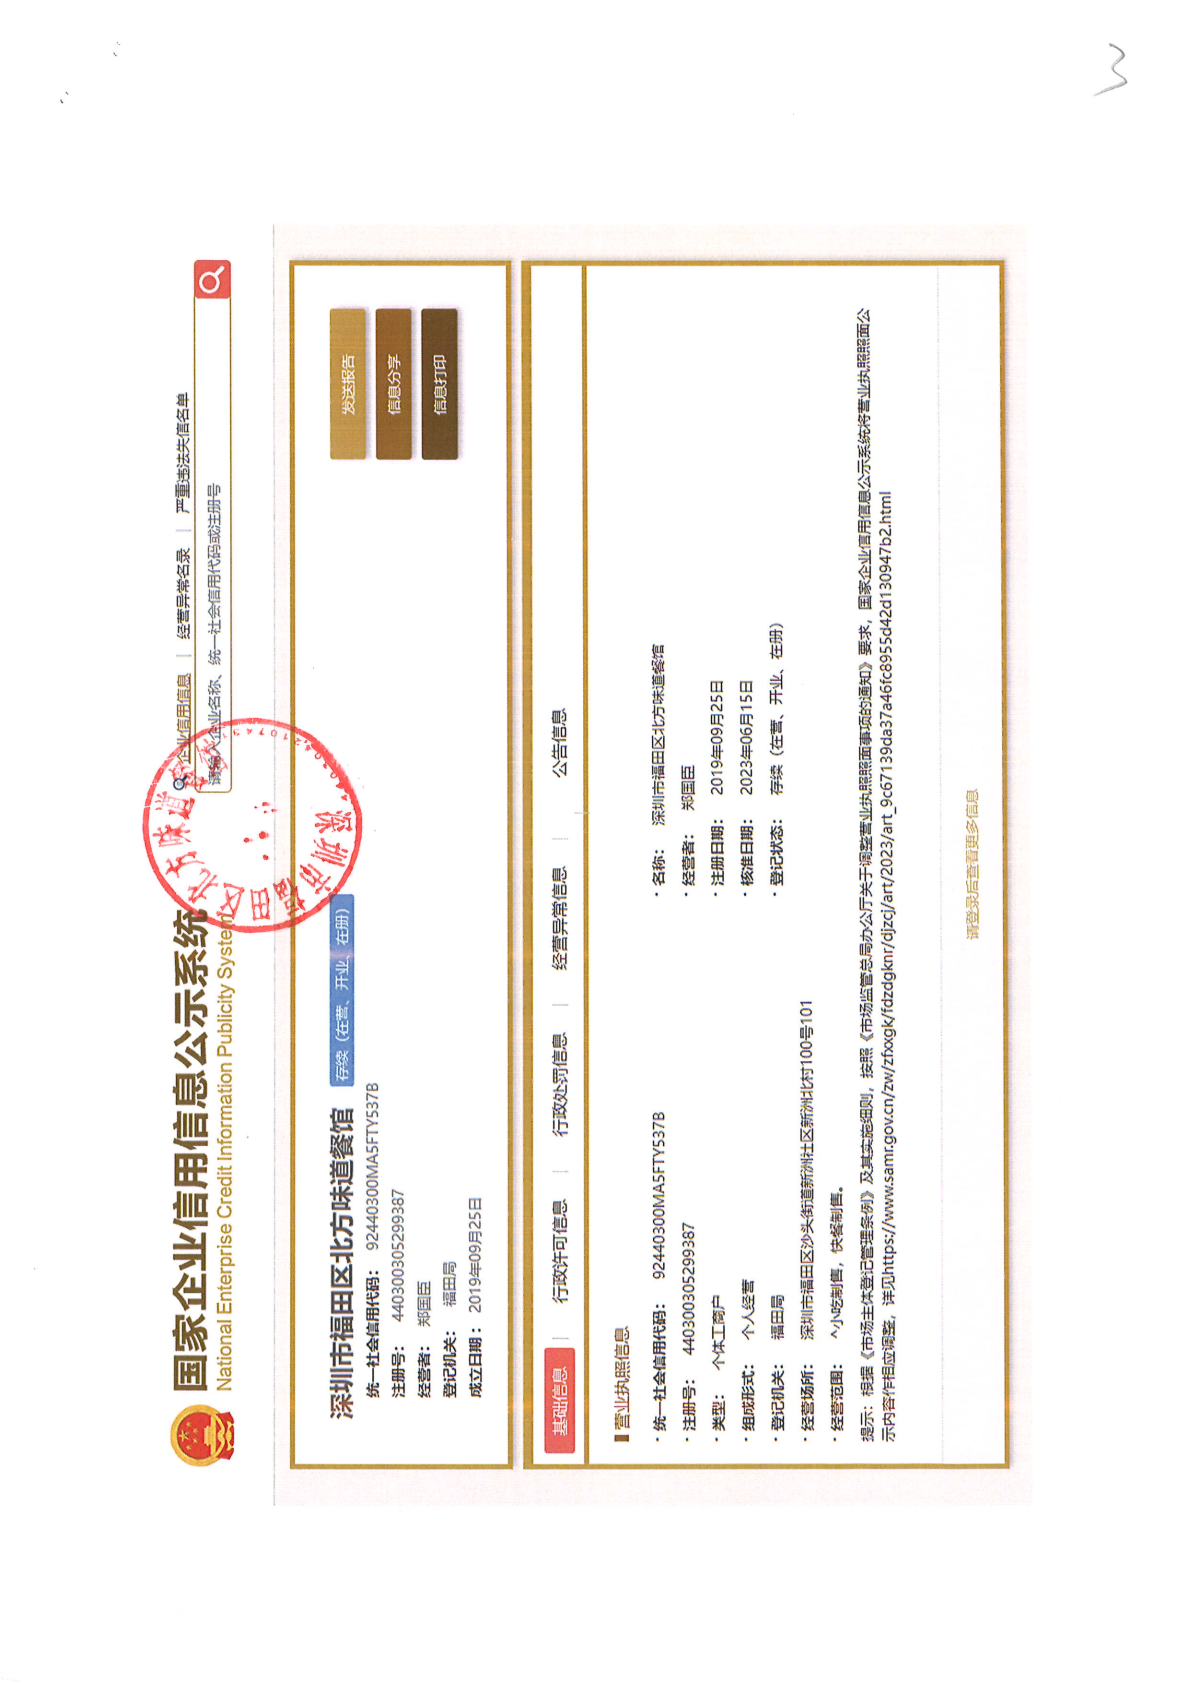 3
国家企业信用信息公示系统
National Enterprise Credit Information Publicity System
企业信用信息 | 经营异常名录 | 严重违法失信名单
请输入企业名称、统一社会信用代码或注册号
深圳市福田区北方味道餐馆
深圳市福田区北方味道餐馆 存续（在营、开业、在册）
统一社会信用代码： 92440300MA5FTY537B
注册号： 440300305299387
经营者： 郑国臣
登记机关： 福田局
成立日期： 2019年09月25日
发送报告
信息分享
信息打印
基础信息 | 行政许可信息 | 行政处罚信息 | 经营异常信息 | 公告信息
营业执照信息
· 统一社会信用代码： 92440300MA5FTY537B · 名称： 深圳市福田区北方味道餐馆
· 注册号： 440300305299387 · 经营者： 郑国臣
· 类型： 个体工商户 · 注册日期： 2019年09月25日
· 组成形式： 个人经营 · 核准日期： 2023年06月15日
· 登记机关： 福田局 · 登记状态： 存续（在营、开业、在册）
· 经营场所： 深圳市福田区沙头街道新洲社区新洲北村100号101
· 经营范围： ^小吃制售，快餐制售。
提示：根据《市场主体登记管理条例》及其实施细则，按照《市场监管总局办公厅关于调整营业执照照面事项的通知》要求，国家企业信用信息公示系统将营业执照照面公
示内容作相应调整，详见https://www.samr.gov.cn/zw/zfxxgk/fdzdgknr/djzcj/art/2023/art_9c67139da37a46fc8955d42d130947b2.html
请登录后查看更多信息